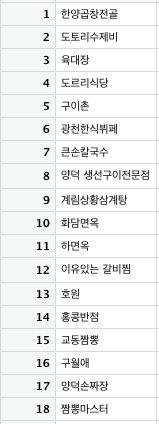 1 한양곱창전골
2 도토리수제비
3 육대장
4 도르리식당
5 구이촌
6 광천한식뷔페
7 큰손칼국수
8 양덕 생선구이전문점
9 계림상황삼계탕
10 화담면옥
11 하면옥
12 이유있는 갈비찜
13 호원
14 홍콩반점
15 교동짬뽕
16 구월애
17 양덕손짜장
18 짬뽕마스터